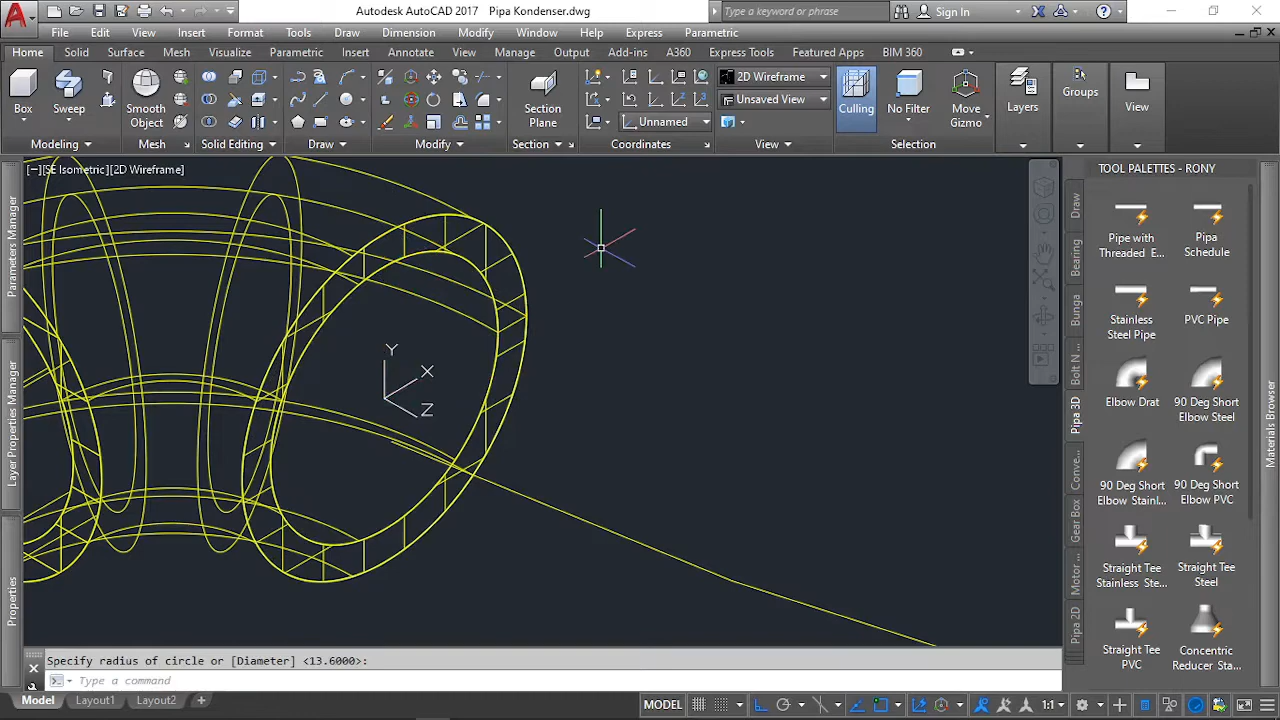 Autodesk AutoCAD 2017 Pipa Kondenser.dwg
Type a keyword or phrase
Sign In
File Edit View Insert Format Tools Draw Dimension Modify Window Help Express Parametric
Home Solid Surface Mesh Visualize Parametric Insert Annotate View Manage Output Add-ins A360 Express Tools Featured Apps BIM 360
2D Wireframe
Unsaved View
Unnamed
Box Sweep Smooth Object Section Plane Culling No Filter Move Gizmo Layers Groups View
Modeling Mesh Solid Editing Draw Modify Section Coordinates View Selection
[−][SE Isometric][2D Wireframe]
TOOL PALETTES - RONY
Parameters Manager
Layer Properties Manager
Properties
Y
X
Z
Draw
Bearing
Bunga
Bolt N
Pipa 3D
Conve...
Gear Box
Motor ...
Pipa 2D
Materials Browser
Pipe with Threaded E...
Pipa Schedule
Stainless Steel Pipe
PVC Pipe
Elbow Drat
90 Deg Short Elbow Steel
90 Deg Short Elbow Stainl...
90 Deg Short Elbow PVC
Straight Tee Stainless Ste...
Straight Tee Steel
Straight Tee PVC
Concentric Reducer Sta...
Specify radius of circle or [Diameter] <13.6000>:
Type a command
Model Layout1 Layout2 +
MODEL
1:1